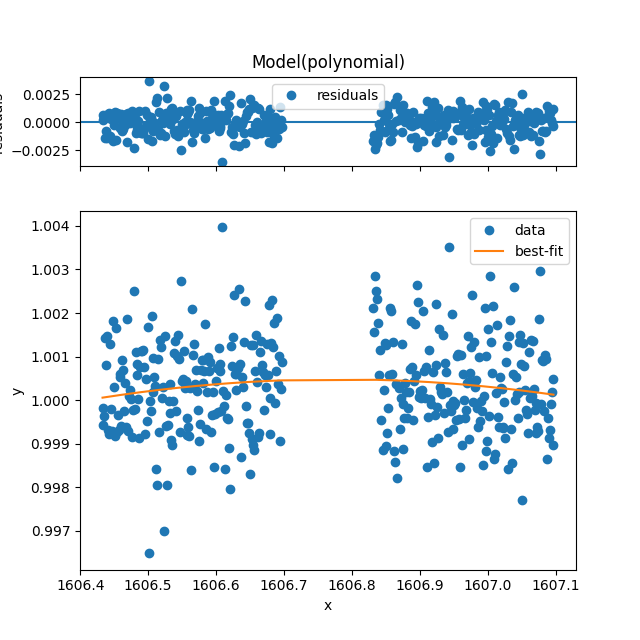 Model(polynomial)
0.0025
0.0000
−0.0025
residuals
residuals
1.004
1.003
1.002
1.001
1.000
0.999
0.998
0.997
y
data
best-fit
1606.4 1606.5 1606.6 1606.7 1606.8 1606.9 1607.0 1607.1
x